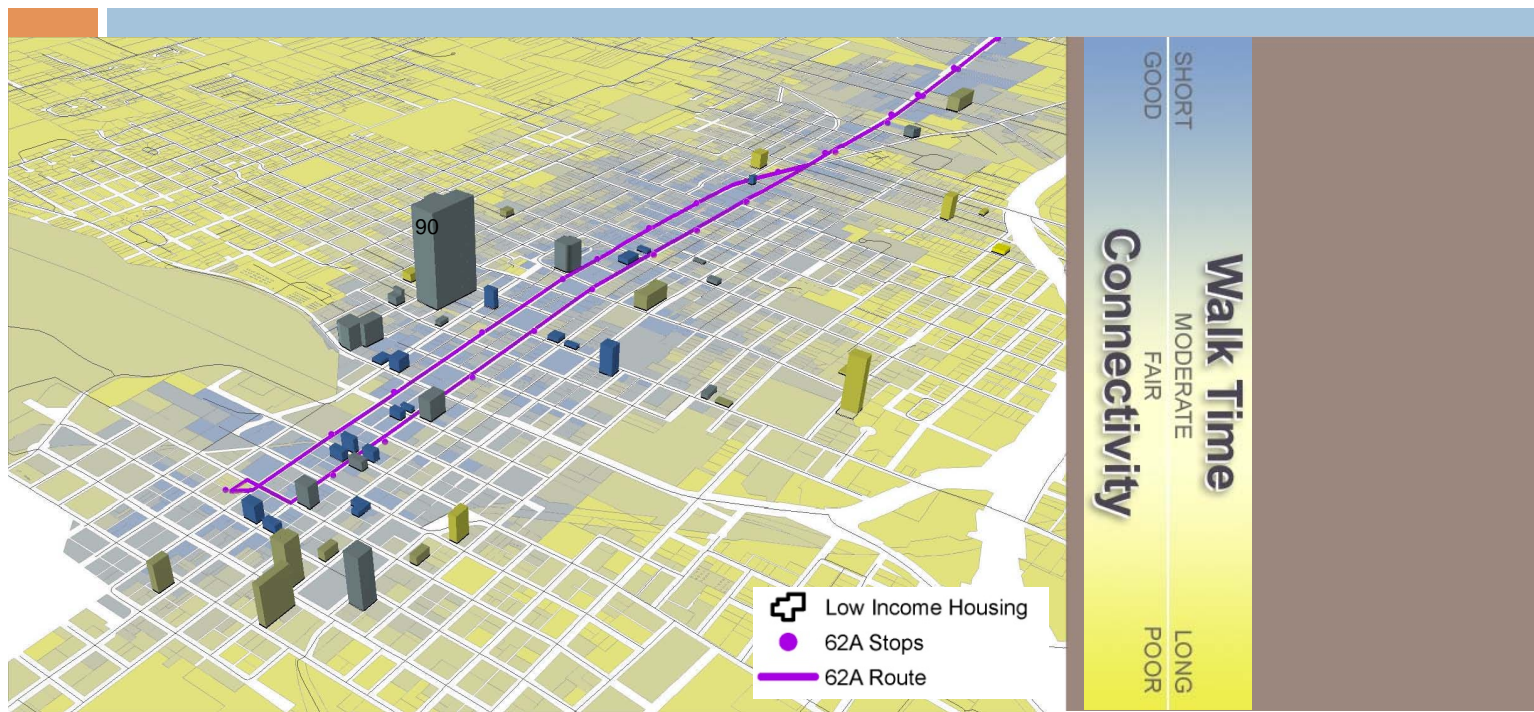 90
Low Income Housing
62A Stops
62A Route
SHORT
GOOD
MODERATE
FAIR
LONG
POOR
Walk Time
Connectivity